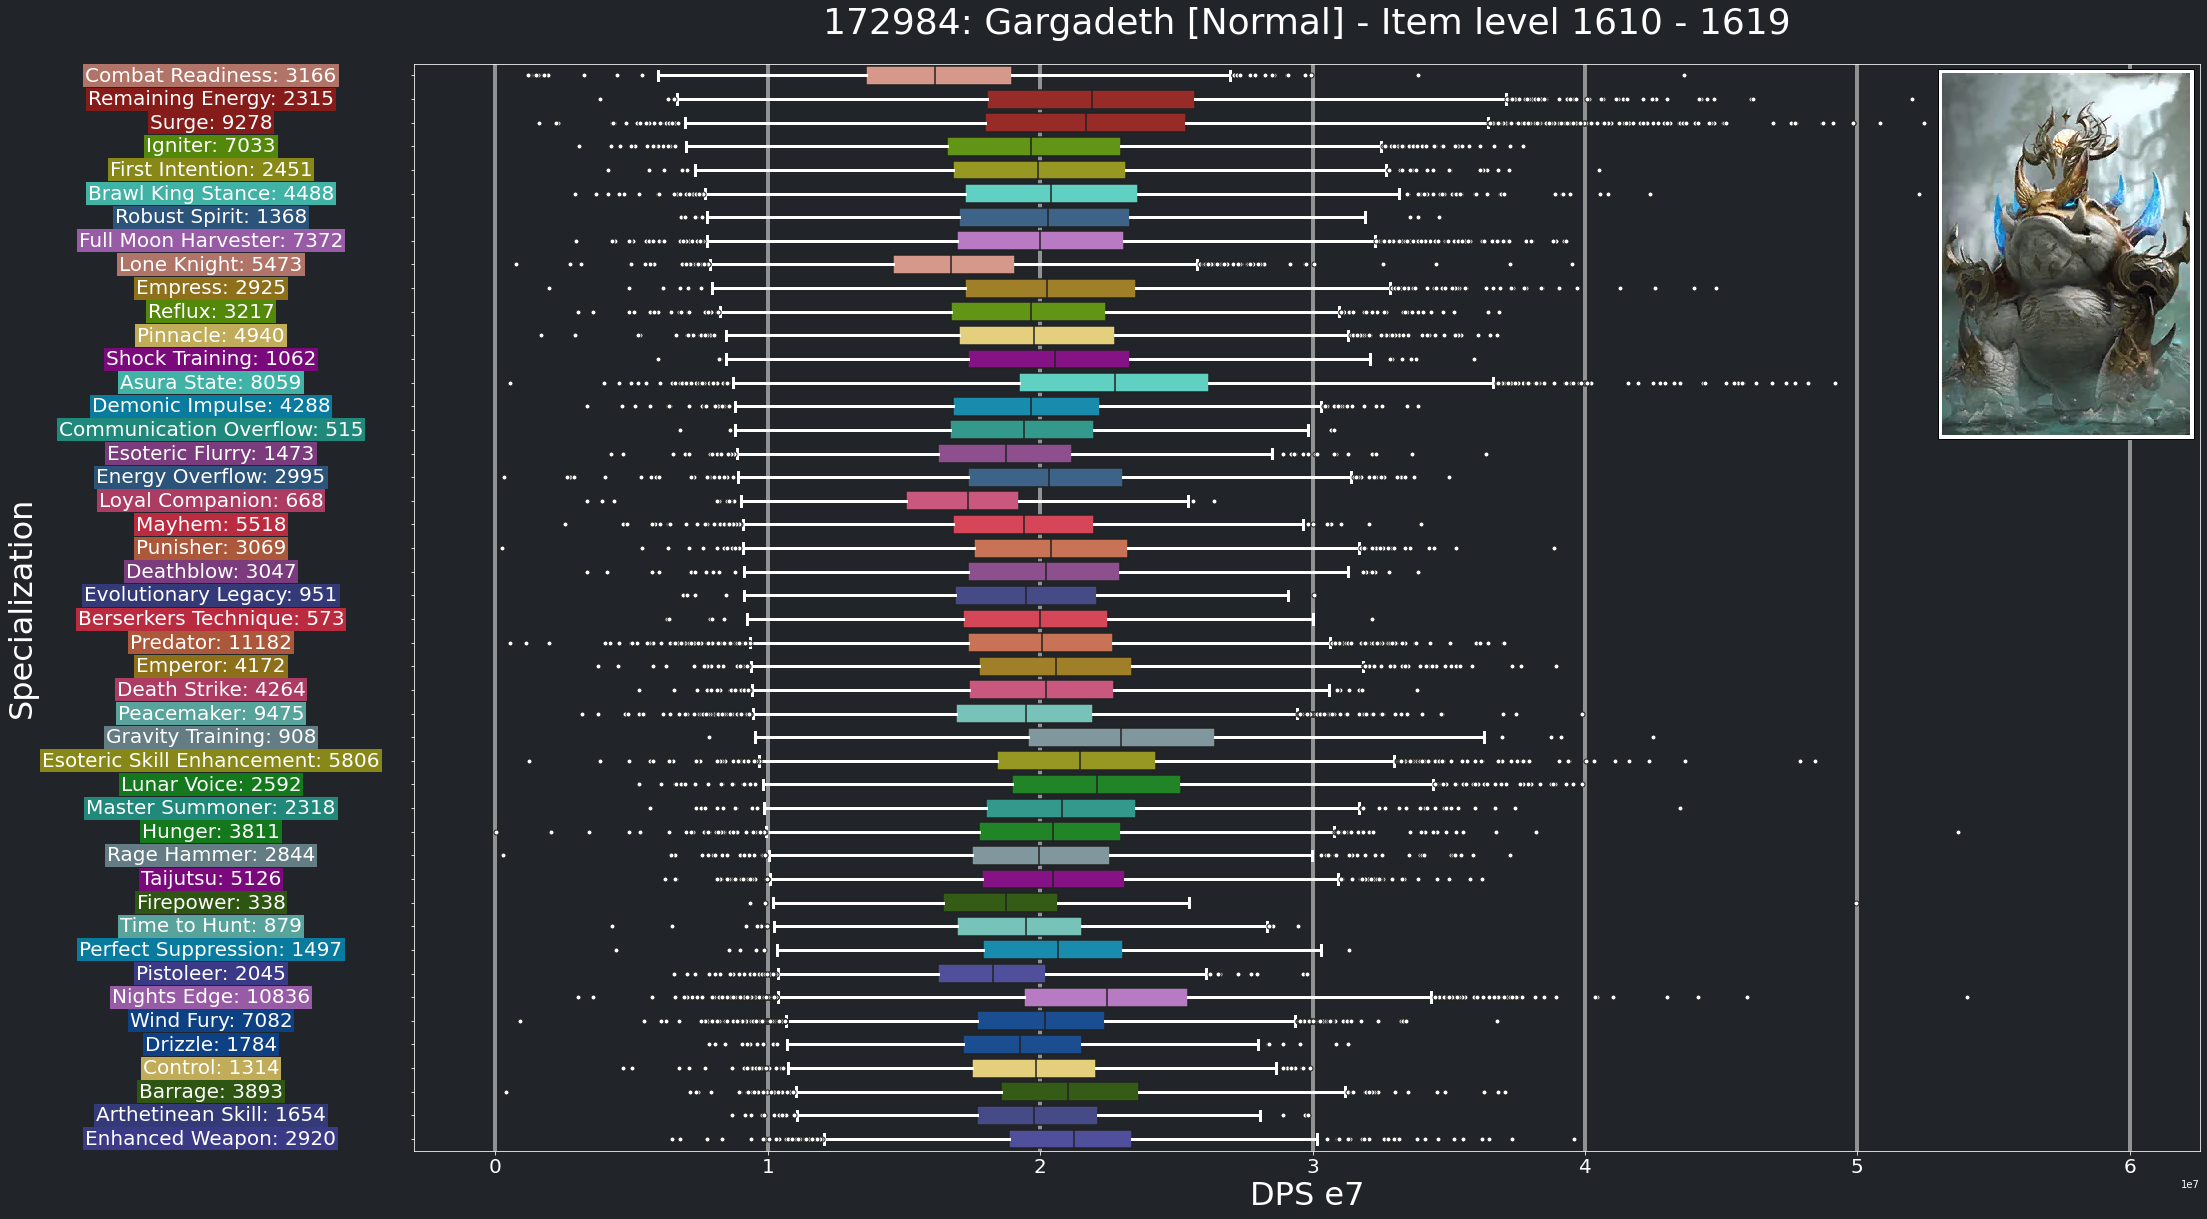 172984: Gargadeth [Normal] - Item level 1610 - 1619
Combat Readiness: 3166
Remaining Energy: 2315
Surge: 9278
Igniter: 7033
First Intention: 2451
Brawl King Stance: 4488
Robust Spirit: 1368
Full Moon Harvester: 7372
Lone Knight: 5473
Empress: 2925
Reflux: 3217
Pinnacle: 4940
Shock Training: 1062
Asura State: 8059
Demonic Impulse: 4288
Communication Overflow: 515
Esoteric Flurry: 1473
Energy Overflow: 2995
Loyal Companion: 668
Mayhem: 5518
Punisher: 3069
Deathblow: 3047
Evolutionary Legacy: 951
Berserkers Technique: 573
Predator: 11182
Emperor: 4172
Death Strike: 4264
Peacemaker: 9475
Gravity Training: 908
Esoteric Skill Enhancement: 5806
Lunar Voice: 2592
Master Summoner: 2318
Hunger: 3811
Rage Hammer: 2844
Taijutsu: 5126
Firepower: 338
Time to Hunt: 879
Perfect Suppression: 1497
Pistoleer: 2045
Nights Edge: 10836
Wind Fury: 7082
Drizzle: 1784
Control: 1314
Barrage: 3893
Arthetinean Skill: 1654
Enhanced Weapon: 2920
Specialization
0 1 2 3 4 5 6
1e7
DPS e7